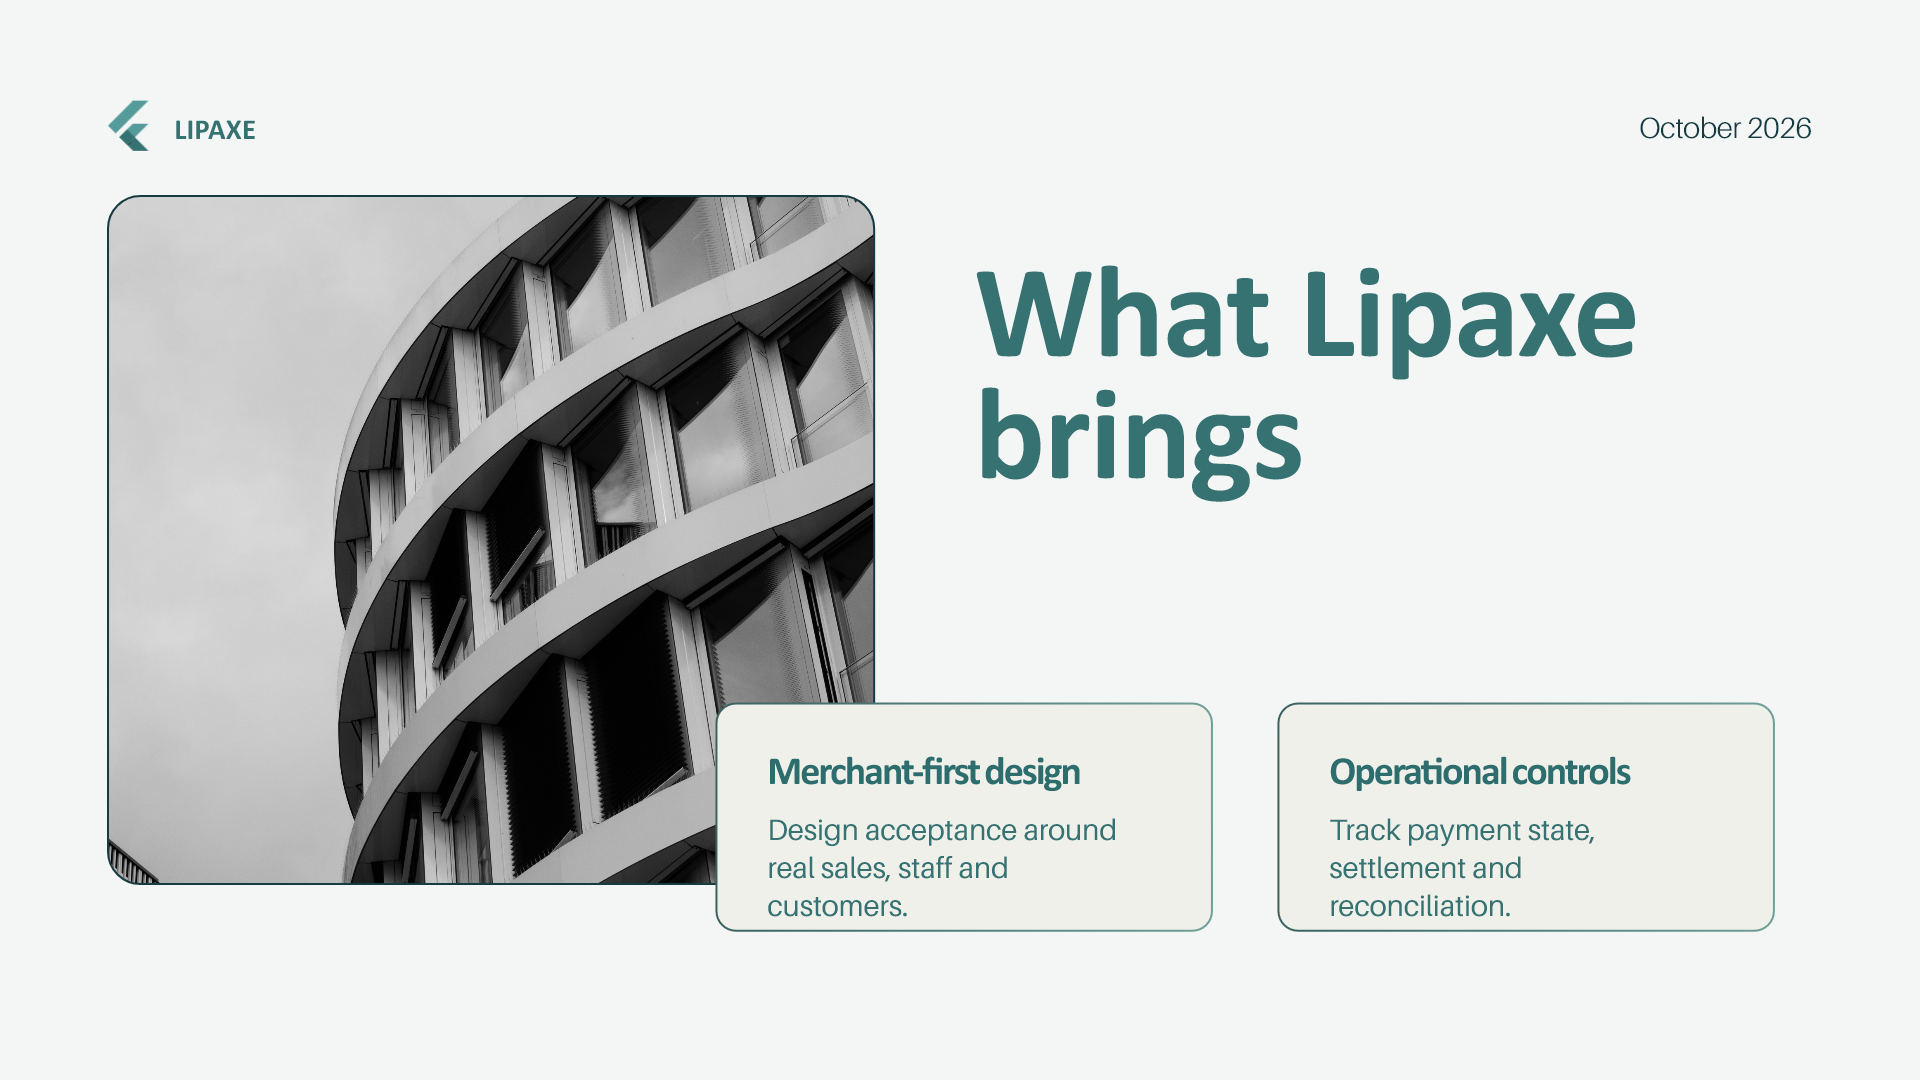 LIPAXE
October 2026
What Lipaxe
brings
Merchant-first design
Design acceptance around
real sales, staff and
customers.
Operational controls
Track payment state,
settlement and
reconciliation.